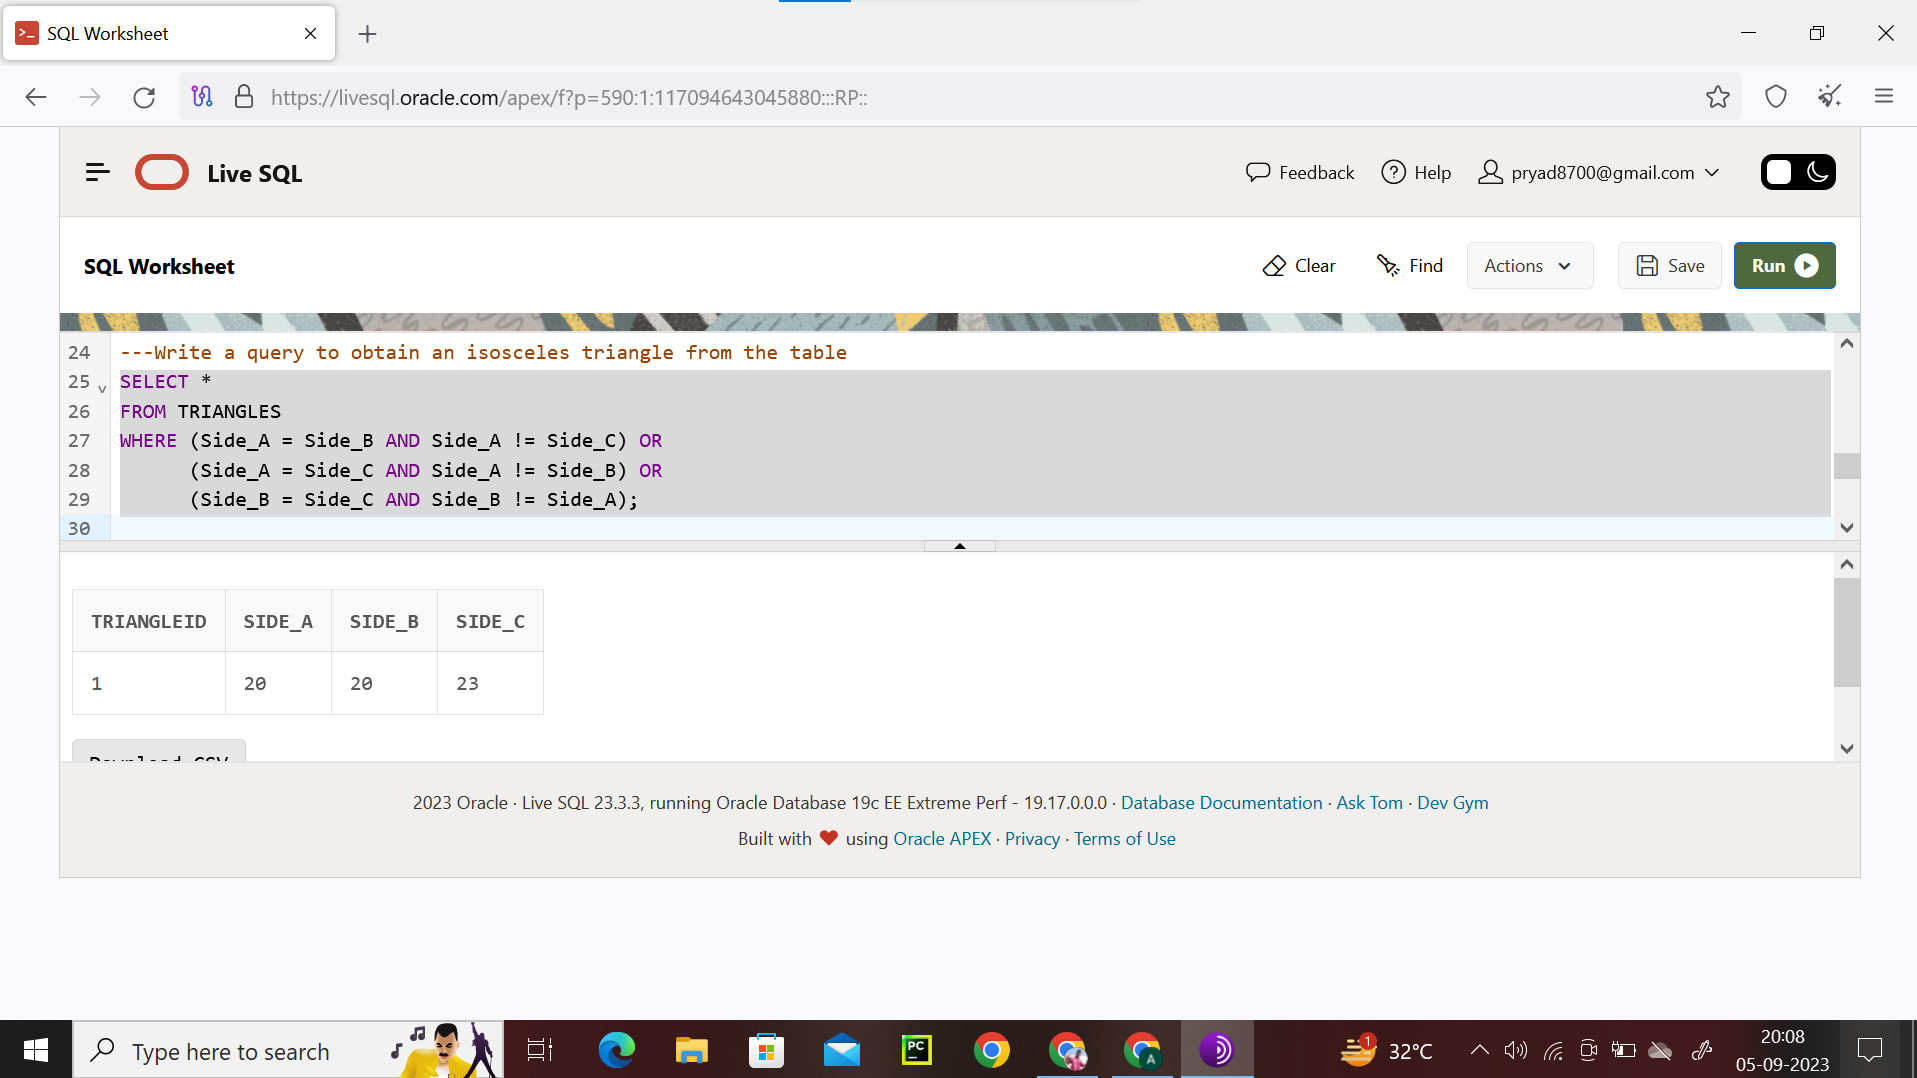 SQL Worksheet
https://livesql.oracle.com/apex/f?p=590:1:117094643045880:::RP::
Live SQL
Feedback
Help
pryad8700@gmail.com
SQL Worksheet
Clear
Find
Actions
Save
Run
24 ---Write a query to obtain an isosceles triangle from the table
25 SELECT *
26 FROM TRIANGLES
27 WHERE (Side_A = Side_B AND Side_A != Side_C) OR
28 (Side_A = Side_C AND Side_A != Side_B) OR
29 (Side_B = Side_C AND Side_B != Side_A);
30
TRIANGLEID SIDE_A SIDE_B SIDE_C
1 20 20 23
Download CSV
2023 Oracle · Live SQL 23.3.3, running Oracle Database 19c EE Extreme Perf - 19.17.0.0.0 · Database Documentation · Ask Tom · Dev Gym
Built with ❤ using Oracle APEX · Privacy · Terms of Use
Type here to search
PC
A
1
32°C
20:08
05-09-2023